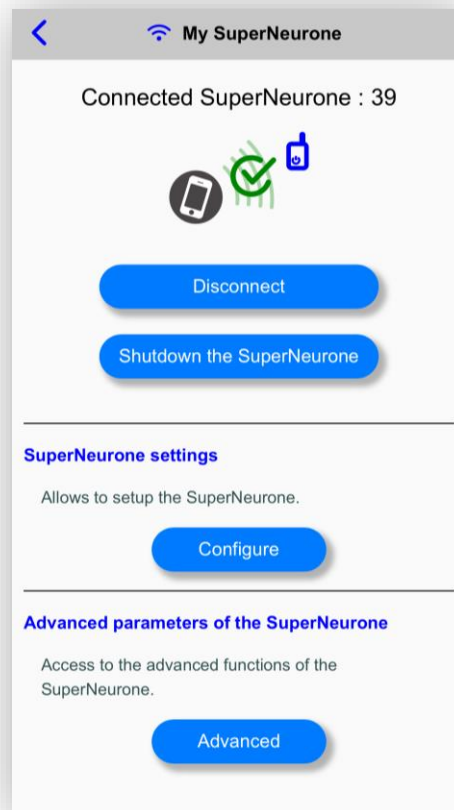 My SuperNeurone
Connected SuperNeurone : 39
Disconnect
Shutdown the SuperNeurone
SuperNeurone settings
Allows to setup the SuperNeurone.
Configure
Advanced parameters of the SuperNeurone
Access to the advanced functions of the
SuperNeurone.
Advanced